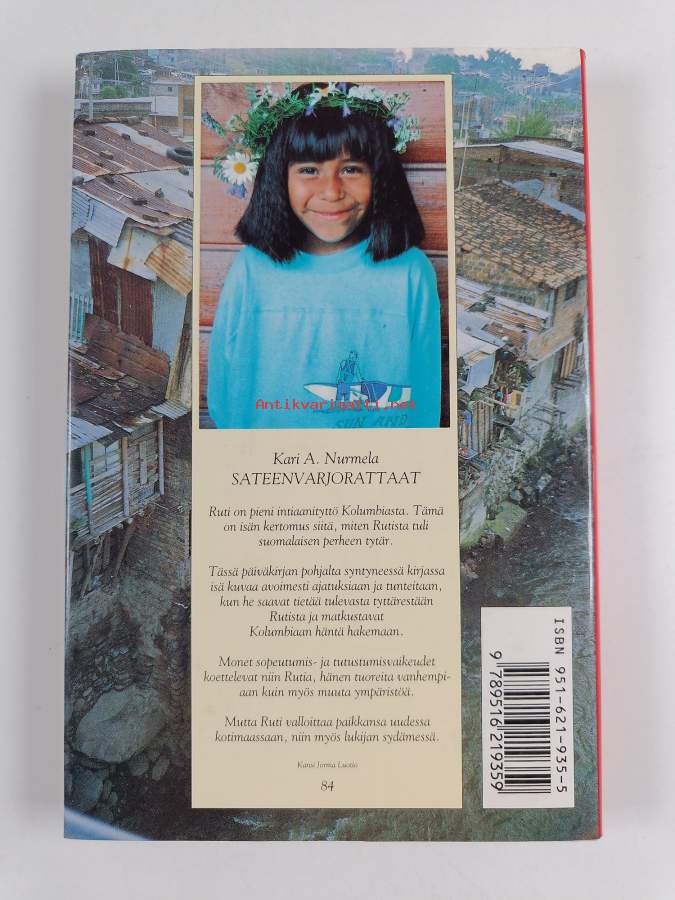 Antikvariaatti.net
SUN AND
Kari A. Nurmela
SATEENVARJORATTAAT
Ruti on pieni intiaanityttö Kolumbiasta. Tämä
on isän kertomus siitä, miten Rutista tuli
suomalaisen perheen tytär.
Tässä päiväkirjan pohjalta syntyneessä kirjassa
isä kuvaa avoimesti ajatuksiaan ja tunteitaan,
kun he saavat tietää tulevasta tyttärestään
Rutista ja matkustavat
Kolumbiaan häntä hakemaan.
Monet sopeutumis- ja tutustumisvaikeudet
koettelevat niin Rutia, hänen tuoreita vanhempi-
aan kuin myös muuta ympäristöä.
Mutta Ruti valloittaa paikkansa uudessa
kotimaassaan, niin myös lukijan sydämessä.
Kansi Jorma Luotio
84
ISBN 951-621-935-5
9 789516 219359